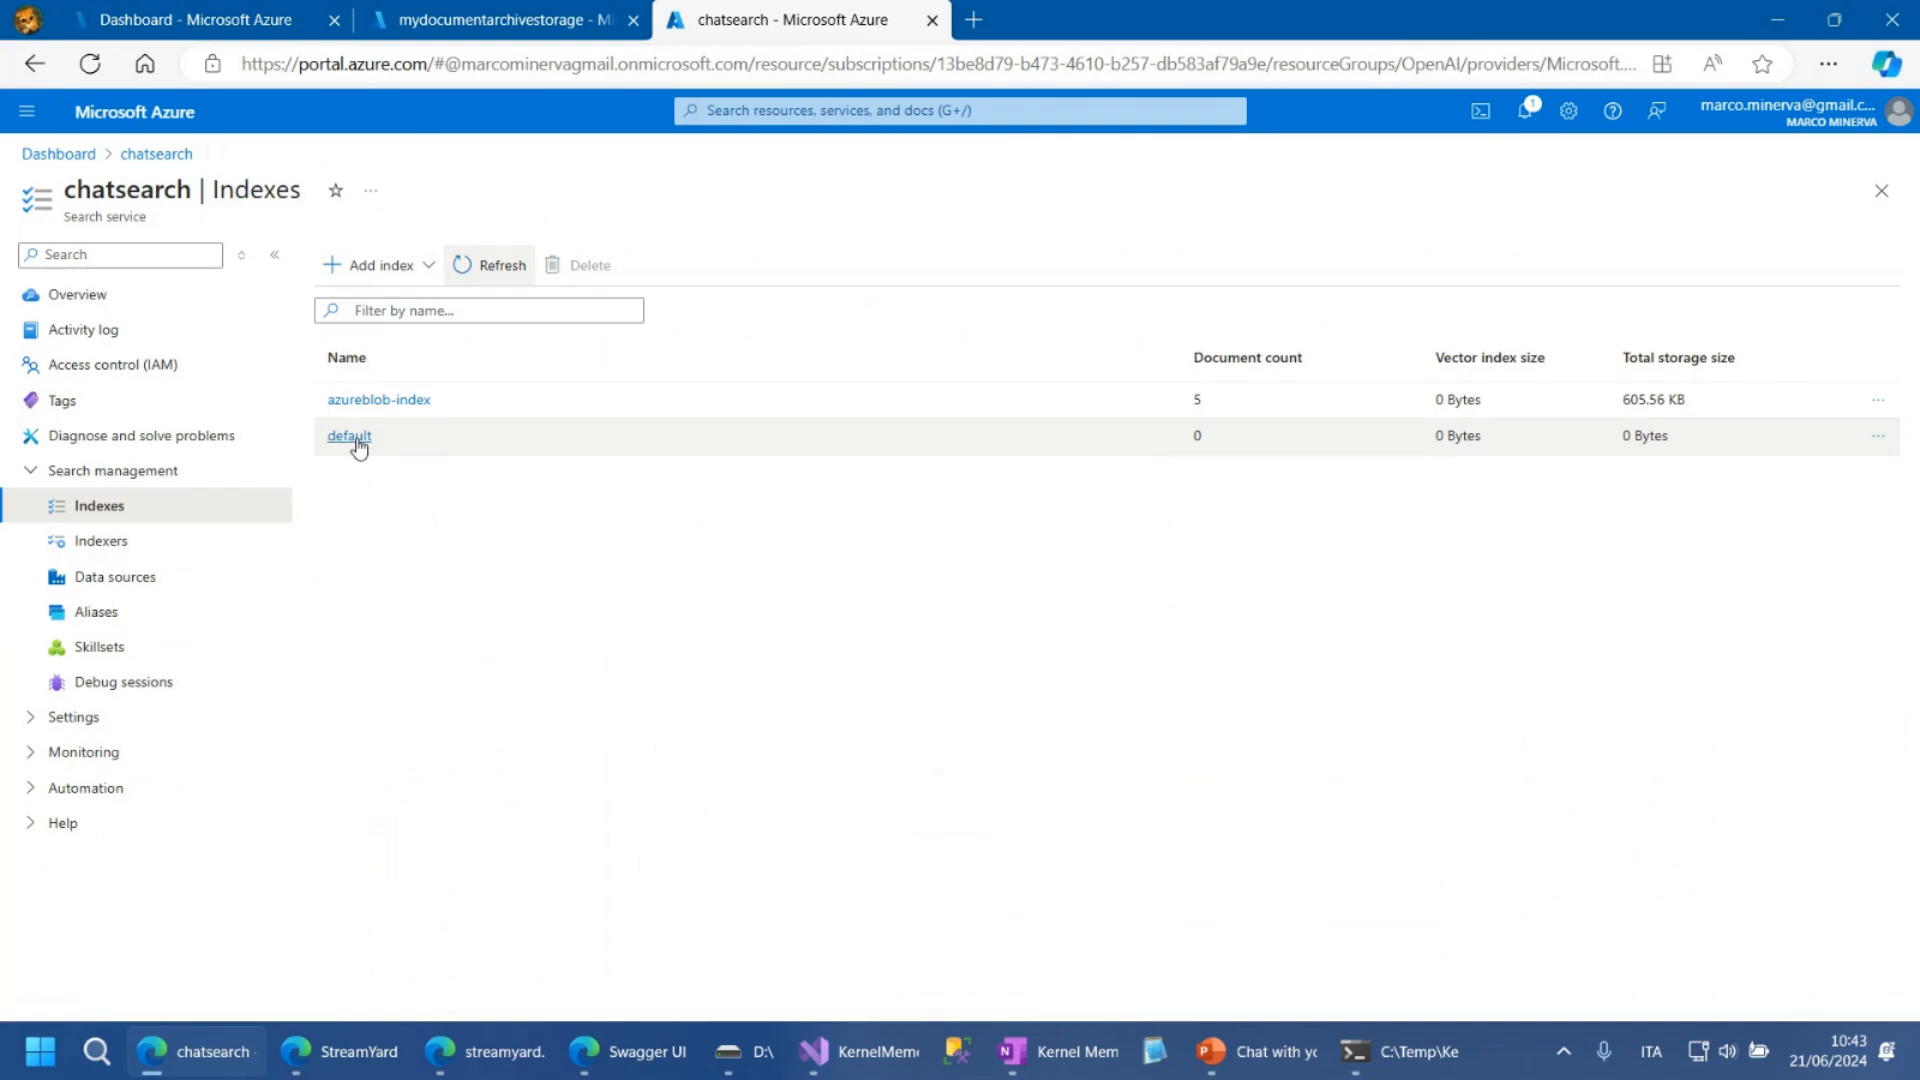 Dashboard - Microsoft Azure
mydocumentarchivestorage - Mi
chatsearch - Microsoft Azure
https://portal.azure.com/#@marcominervagmail.onmicrosoft.com/resource/subscriptions/13be8d79-b473-4610-b257-db583af79a9e/resourceGroups/OpenAI/providers/Microsoft....
Microsoft Azure
Search resources, services, and docs (G+/)
1
marco.minerva@gmail.c...
MARCO MINERVA
Dashboard > chatsearch
chatsearch | Indexes
Search service
Search
Add index
Refresh
Delete
Overview
Activity log
Access control (IAM)
Tags
Diagnose and solve problems
Search management
Indexes
Indexers
Data sources
Aliases
Skillsets
Debug sessions
Settings
Monitoring
Automation
Help
Filter by name...
Name Document count Vector index size Total storage size
azureblob-index 5 0 Bytes 605.56 KB
default 0 0 Bytes 0 Bytes
chatsearch -
StreamYard
streamyard.
Swagger UI
D:\
KernelMem
Kernel Mem
Chat with yo
C:\Temp\Ke
ITA
10:43
21/06/2024